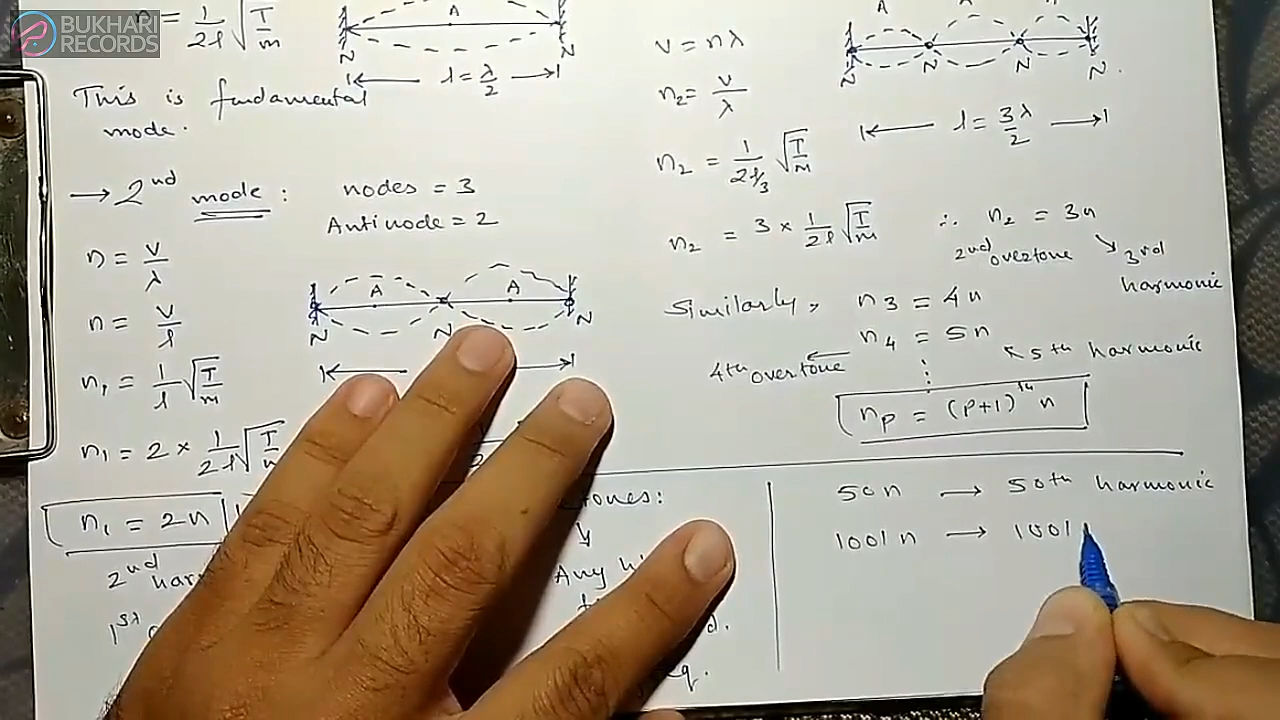 BUKHARI
RECORDS
n = 1/2l √T/m
A
N
N
l = λ/2
This is fundamental
mode.
→ 2nd mode :
nodes = 3
Antinode = 2
n = v/λ
n = v/l
n1 = 1/l √T/m
n1 = 2 × 1/2l √T/m
n1 = 2n
2nd
1st
A
A
N
N
N
Any
v = nλ
n2 = v/λ
n2 = 1/2l/3 √T/m
n2 = 3 × 1/2l √T/m
∴ n2 = 3n
2nd overtone
3rd
harmonic
N
N
N
N
l = 3λ/2
Similarly, n3 = 4n
n4 = 5n
5th harmonic
4th overtone
⋮
np = (P+1)th n
50n → 50th harmonic
1001n → 1001